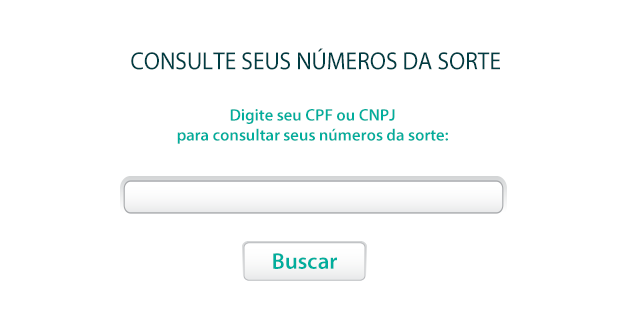 CONSULTE SEUS NÚMEROS DA SORTE
Digite seu CPF ou CNPJ
para consultar seus números da sorte:
Buscar